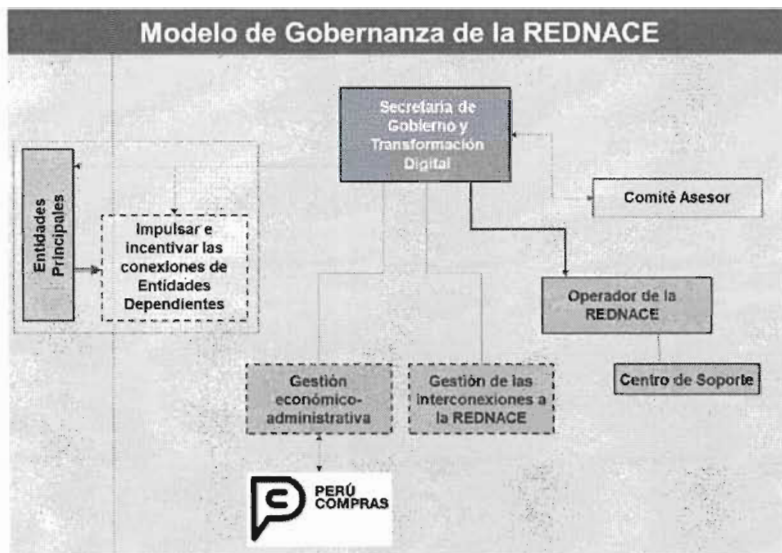 Modelo de Gobernanza de la REDNACE
Secretaria de
Gobierno y
Transformación
Digital
Entidades
Principales
Impulsar e
incentivar las
conexiones de
Entidades
Dependientes
Comité Asesor
Operador de la
REDNACE
Centro de Soporte
Gestión
económico-
administrativa
Gestión de las
interconexiones a
la REDNACE
PERÚ
COMPRAS